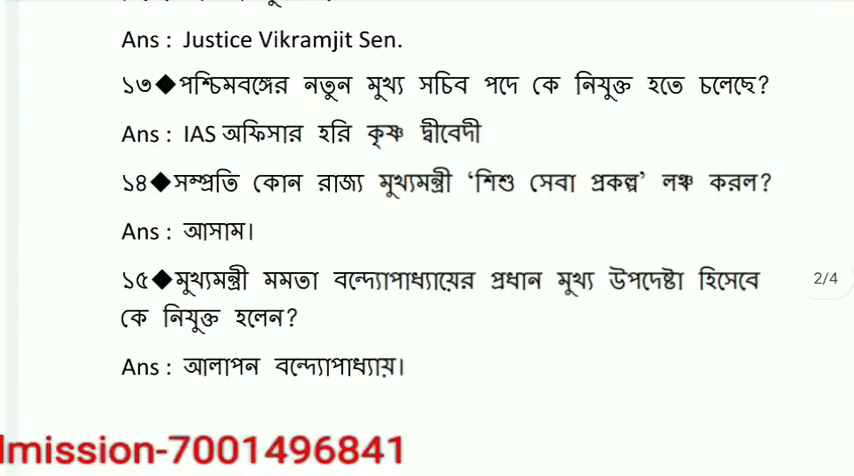 Ans : Justice Vikramjit Sen.
১৩◆পশ্চিমবঙ্গের নতুন মুখ্য সচিব পদে কে নিযুক্ত হতে চলেছে?
Ans : IAS অফিসার হরি কৃষ্ণ দ্বীবেদী
১৪◆সম্প্রতি কোন রাজ্য মুখ্যমন্ত্রী ‘শিশু সেবা প্রকল্প’ লঞ্চ করল?
Ans : আসাম।
১৫◆মুখ্যমন্ত্রী মমতা বন্দ্যোপাধ্যায়ের প্রধান মুখ্য উপদেষ্টা হিসেবে
2/4
কে নিযুক্ত হলেন?
Ans : আলাপন বন্দ্যোপাধ্যায়।
mission-7001496841